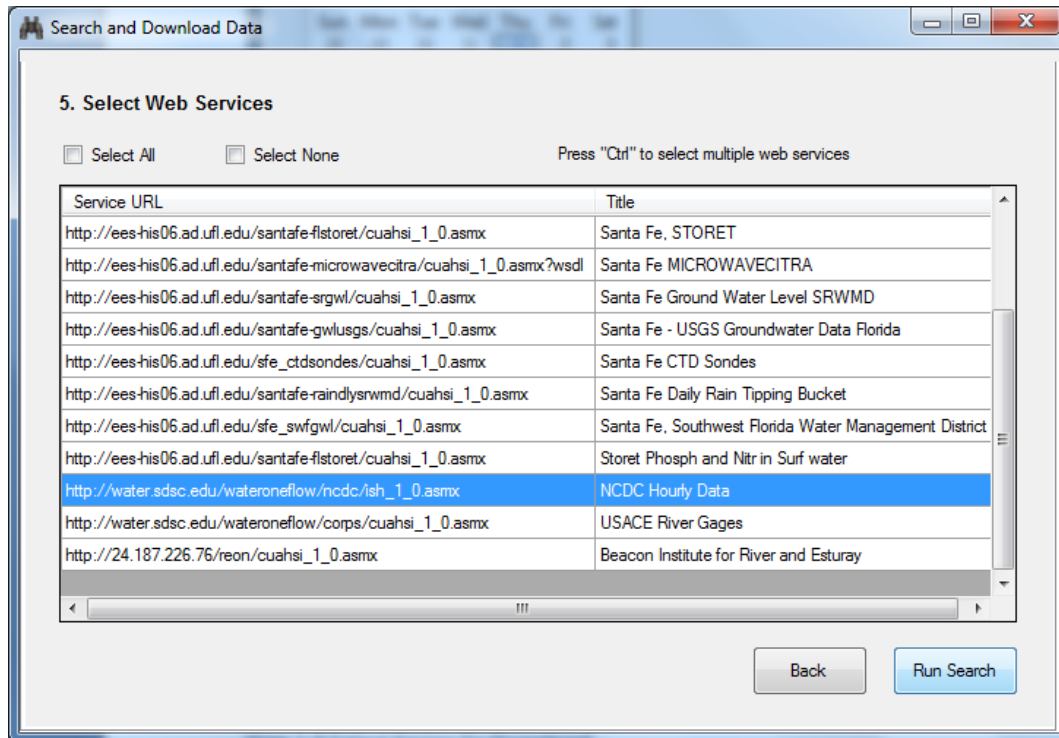 Search and Download Data
5. Select Web Services
Select All Select None Press "Ctrl" to select multiple web services
Service URL Title
http://ees-his06.ad.ufl.edu/santafe-flstoret/cuahsi_1_0.asmx Santa Fe, STORET
http://ees-his06.ad.ufl.edu/santafe-microwavecitra/cuahsi_1_0.asmx?wsdl Santa Fe MICROWAVECITRA
http://ees-his06.ad.ufl.edu/santafe-srgwl/cuahsi_1_0.asmx Santa Fe Ground Water Level SRWMD
http://ees-his06.ad.ufl.edu/santafe-gwlusgs/cuahsi_1_0.asmx Santa Fe - USGS Groundwater Data Florida
http://ees-his06.ad.ufl.edu/sfe_ctdsondes/cuahsi_1_0.asmx Santa Fe CTD Sondes
http://ees-his06.ad.ufl.edu/santafe-raindlysrwmd/cuahsi_1_0.asmx Santa Fe Daily Rain Tipping Bucket
http://ees-his06.ad.ufl.edu/sfe_swfgwl/cuahsi_1_0.asmx Santa Fe, Southwest Florida Water Management District
http://ees-his06.ad.ufl.edu/santafe-flstoret/cuahsi_1_0.asmx Storet Phosph and Nitr in Surf water
http://water.sdsc.edu/wateroneflow/ncdc/ish_1_0.asmx NCDC Hourly Data
http://water.sdsc.edu/wateroneflow/corps/cuahsi_1_0.asmx USACE River Gages
http://24.187.226.76/reon/cuahsi_1_0.asmx Beacon Institute for River and Esturay
Back Run Search